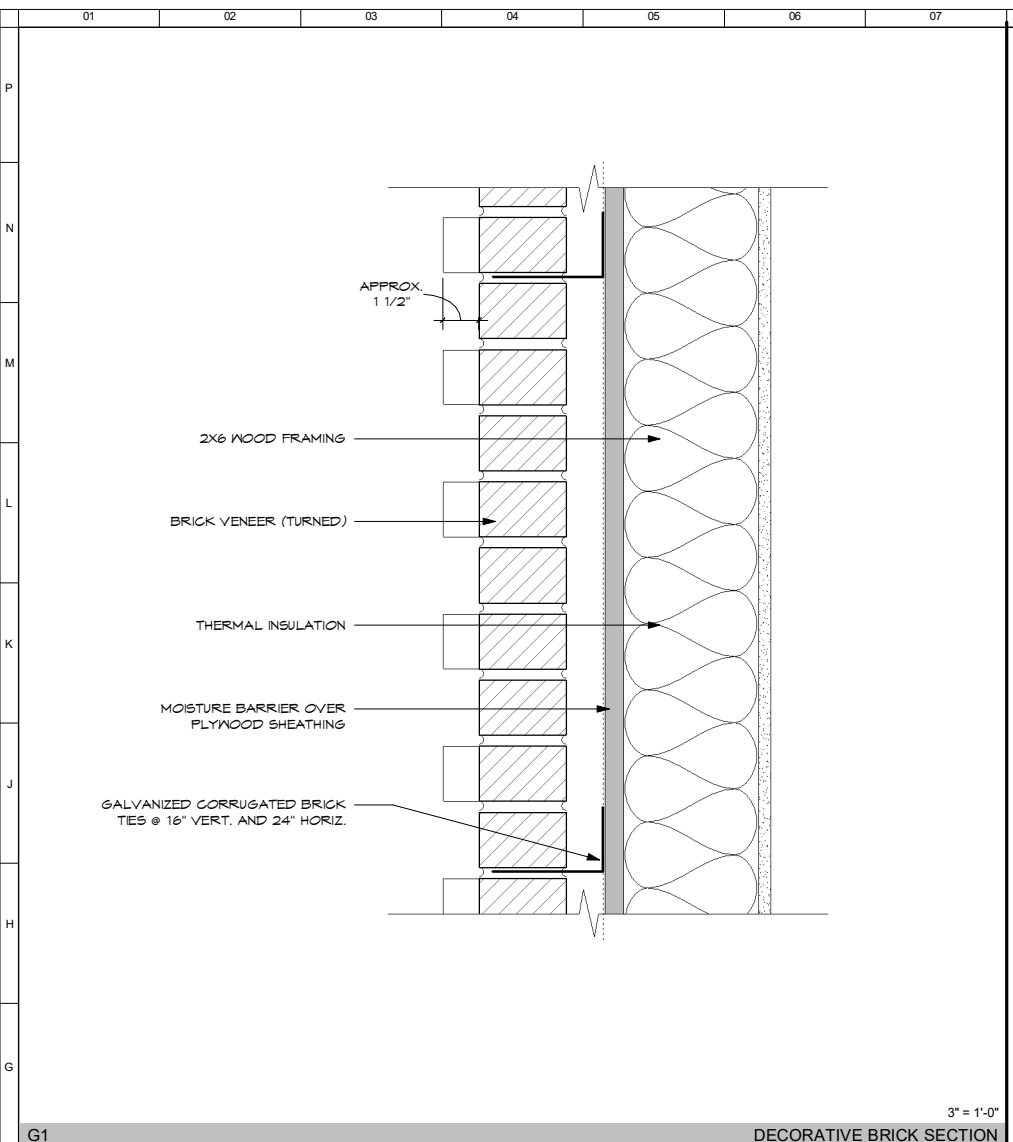 01 02 03 04 05 06 07
P
N
APPROX.
1 1/2"
M
2X6 WOOD FRAMING
L
BRICK VENEER (TURNED)
K
THERMAL INSULATION
MOISTURE BARRIER OVER
PLYWOOD SHEATHING
J
GALVANIZED CORRUGATED BRICK
TIES @ 16" VERT. AND 24" HORIZ.
H
G
3" = 1'-0"
G1 DECORATIVE BRICK SECTION